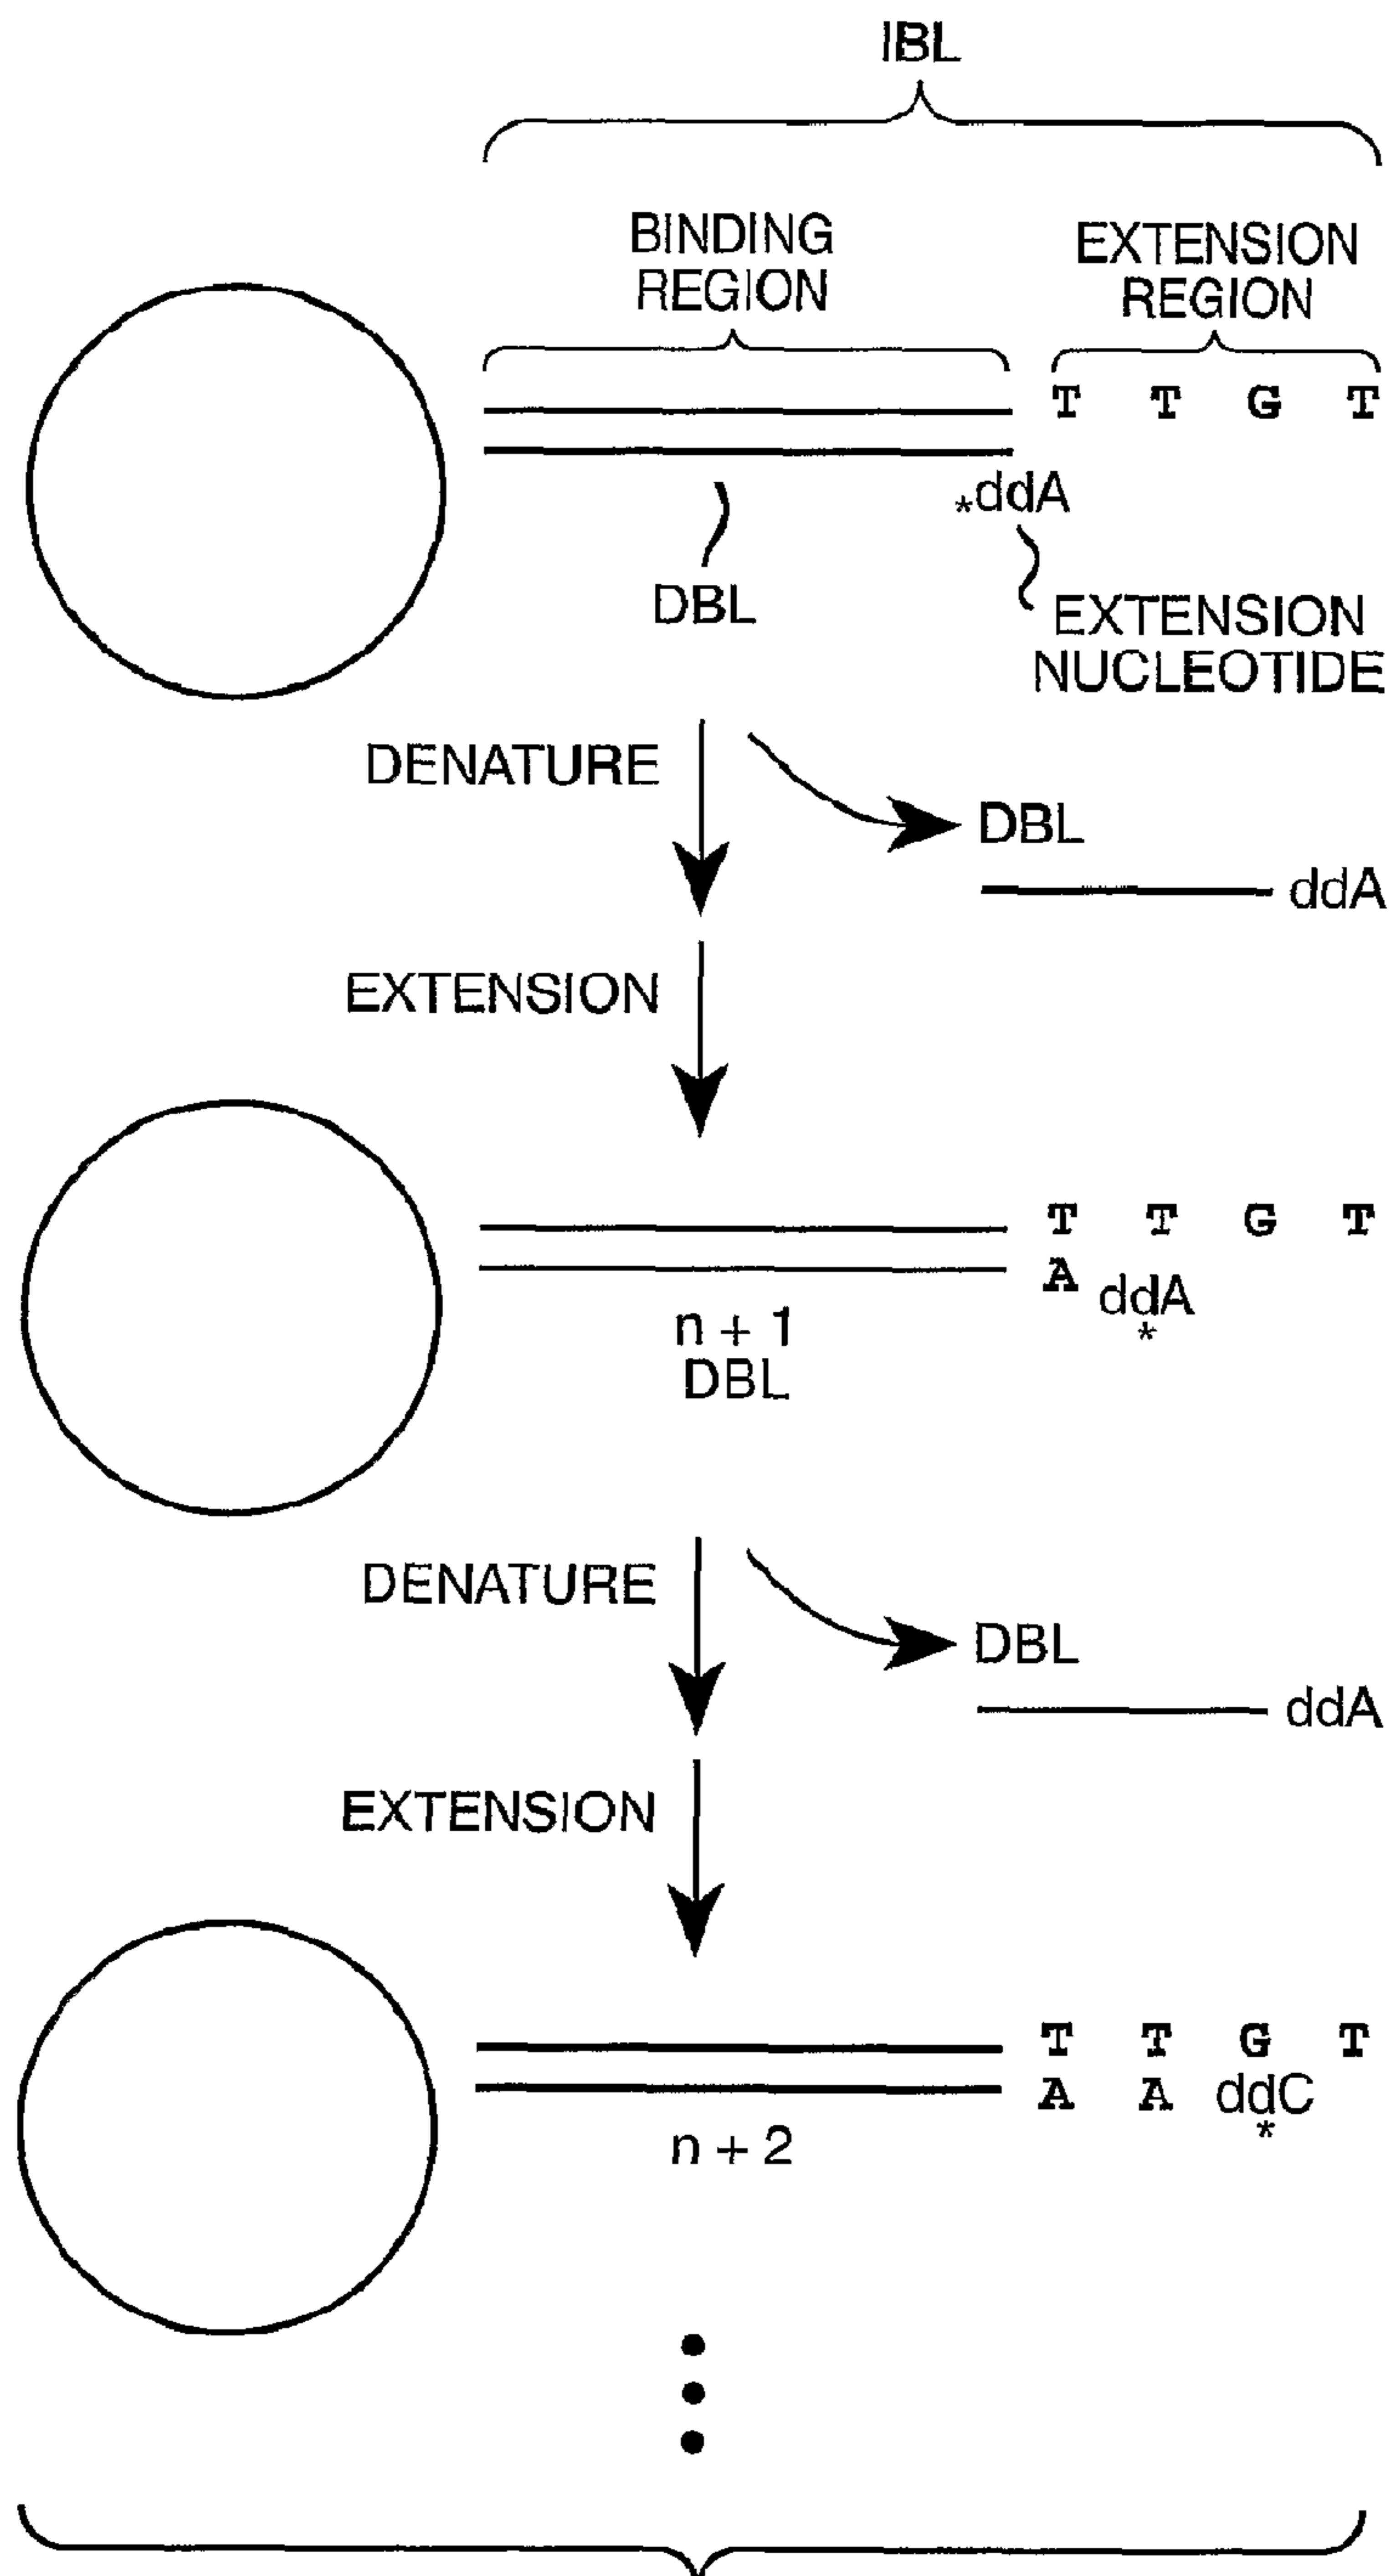 IBL
BINDING
REGION
EXTENSION
REGION
T T G T
*ddA
DBL
EXTENSION
NUCLEOTIDE
DENATURE
DBL
ddA
EXTENSION
T T G T
A ddA
*
n + 1
DBL
DENATURE
DBL
ddA
EXTENSION
T T G T
A A ddC
*
n + 2